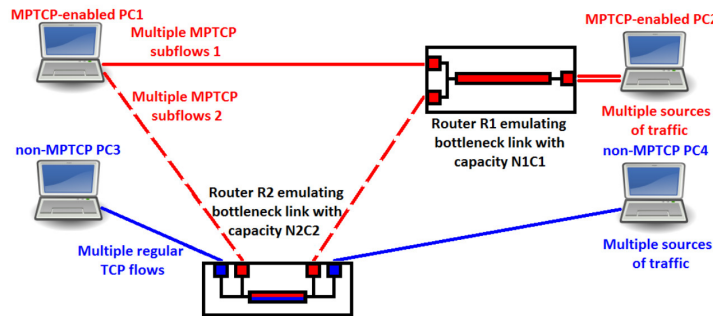 MPTCP-enabled PC1
Multiple MPTCP
subflows 1
MPTCP-enabled PC2
Multiple MPTCP
subflows 2
Multiple sources
of traffic
Router R1 emulating
bottleneck link with
capacity N1C1
non-MPTCP PC3
non-MPTCP PC4
Router R2 emulating
bottleneck link with
capacity N2C2
Multiple regular
TCP flows
Multiple sources
of traffic